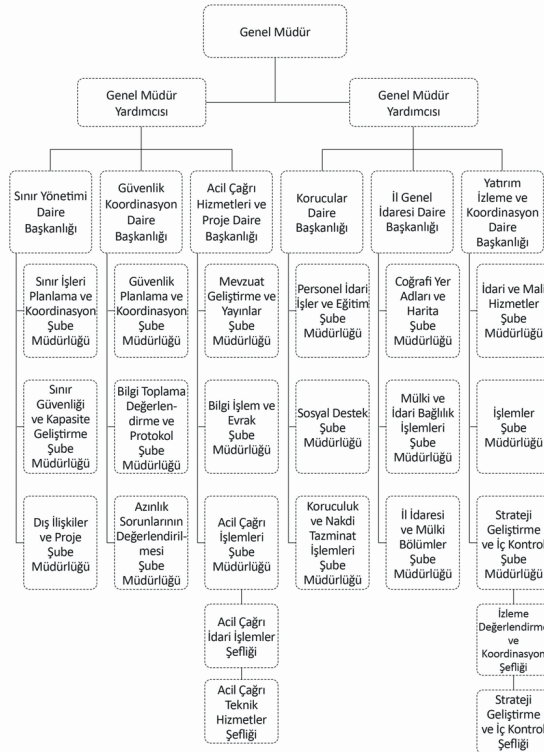 Genel Müdür
Genel Müdür
Yardımcısı
Genel Müdür
Yardımcısı
Sınır Yönetimi
Daire
Başkanlığı
Güvenlik
Koordinasyon
Daire
Başkanlığı
Acil Çağrı
Hizmetleri ve
Proje Daire
Başkanlığı
Korucular
Daire
Başkanlığı
İl Genel
İdaresi Daire
Başkanlığı
Yatırım
İzleme ve
Koordinasyon
Daire
Başkanlığı
Sınır İşleri
Planlama ve
Koordinasyon
Şube
Müdürlüğü
Güvenlik
Planlama ve
Koordinasyon
Şube
Müdürlüğü
Mevzuat
Geliştirme ve
Yayınlar
Şube
Müdürlüğü
Personel İdari
İşler ve Eğitim
Şube
Müdürlüğü
Coğrafi Yer
Adları ve
Harita
Şube
Müdürlüğü
İdari ve Mali
Hizmetler
Şube
Müdürlüğü
Sınır
Güvenliği
ve Kapasite
Geliştirme
Şube
Müdürlüğü
Bilgi Toplama
Değerlen-
dirme ve
Protokol
Şube
Müdürlüğü
Bilgi İşlem ve
Evrak
Şube
Müdürlüğü
Sosyal Destek
Şube
Müdürlüğü
Mülki ve
İdari Bağlılık
İşlemleri
Şube
Müdürlüğü
İşlemler
Şube
Müdürlüğü
Dış İlişkiler
ve Proje
Şube
Müdürlüğü
Azınlık
Sorunlarının
Değerlendiril-
mesi
Şube
Müdürlüğü
Acil Çağrı
İşlemleri
Şube
Müdürlüğü
Koruculuk
ve Nakdi
Tazminat
İşlemleri
Şube
Müdürlüğü
İl İdaresi
ve Mülki
Bölümler
Şube
Müdürlüğü
Strateji
Geliştirme
ve İç Kontrol
Şube
Müdürlüğü
Acil Çağrı
İdari İşlemler
Şefliği
İzleme
Değerlendirme
ve
Koordinasyon
Şefliği
Acil Çağrı
Teknik
Hizmetler
Şefliği
Strateji
Geliştirme
ve İç Kontrol
Şefliği